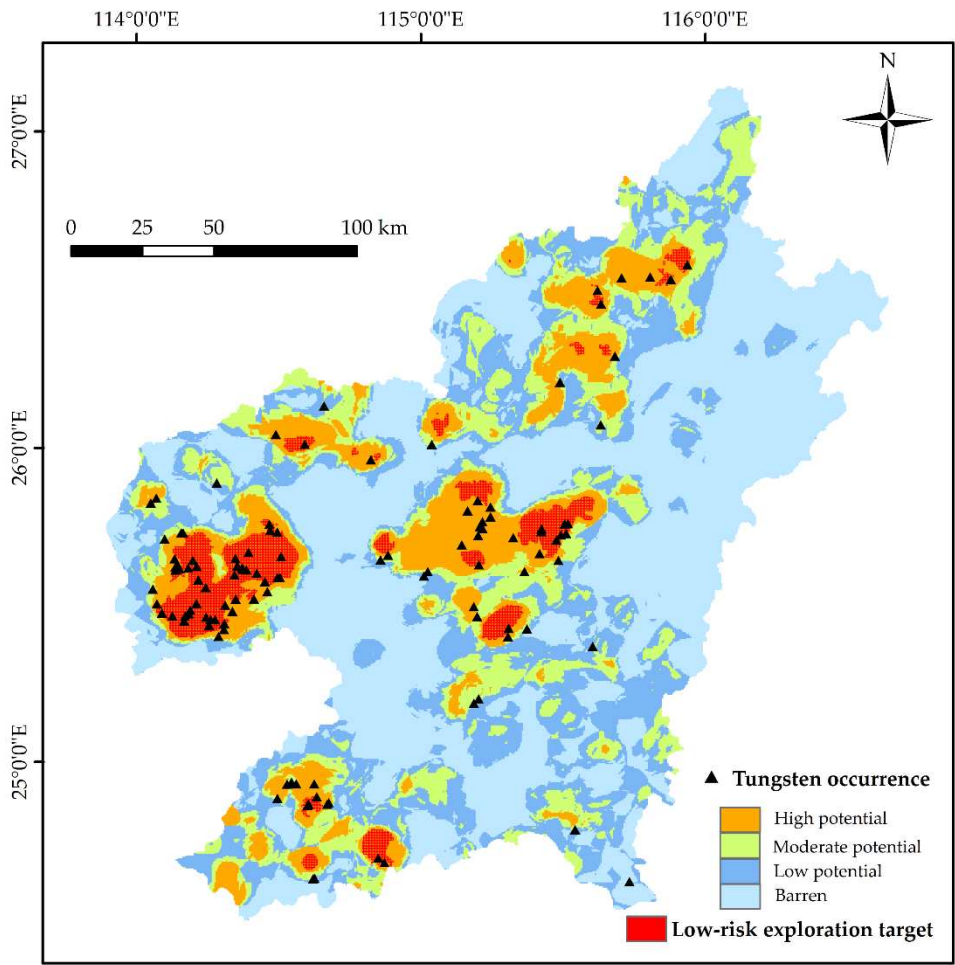 114°0'0"E 115°0'0"E 116°0'0"E
N
27°0'0"N
0 25 50 100 km
26°0'0"N
25°0'0"N
Tungsten occurrence
High potential
Moderate potential
Low potential
Barren
Low-risk exploration target